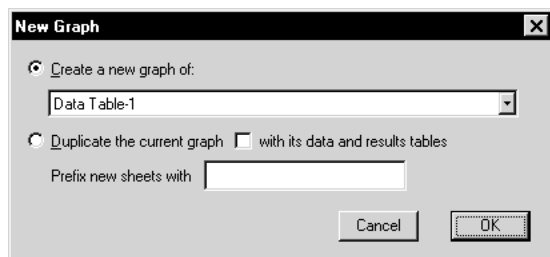 New Graph
Create a new graph of:
Data Table-1
Duplicate the current graph with its data and results tables
Prefix new sheets with
Cancel OK